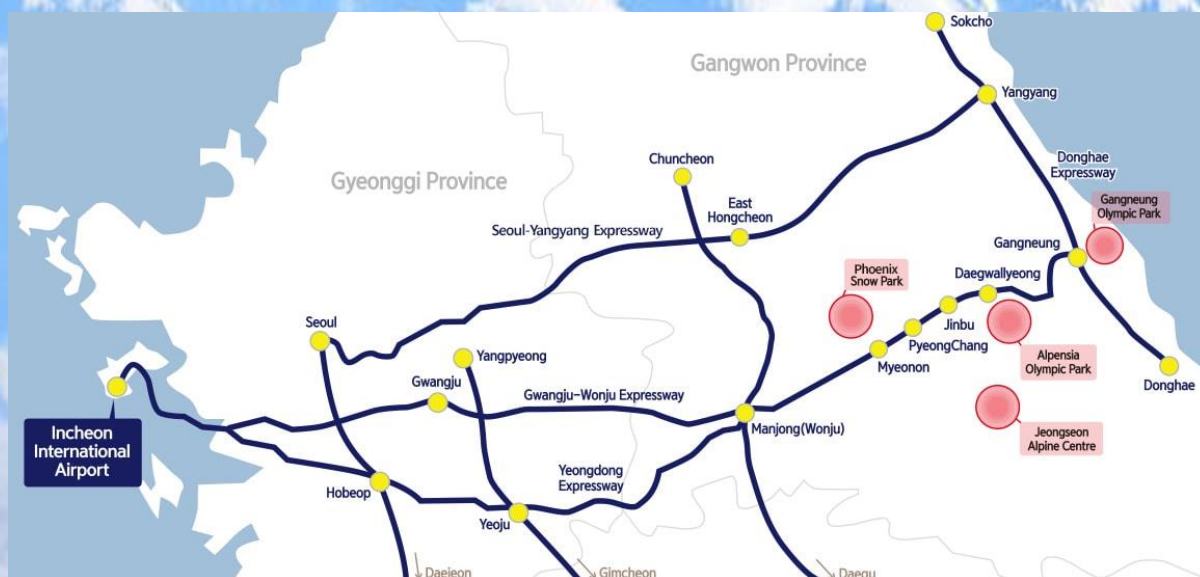 Sokcho
Gangwon Province
Yangyang
Chuncheon
Donghae
Expressway
Gyeonggi Province
Gangneung
Olympic Park
East
Hongcheon
Seoul-Yangyang Expressway
Gangneung
Daegwallyeong
Phoenix
Snow Park
Seoul
Jinbu
PyeongChang
Yangpyeong
Alpensia
Olympic Park
Myeonon
Gwangju
Donghae
Gwangju-Wonju Expressway
Manjong(Wonju)
Incheon
International
Airport
Jeongseon
Alpine Centre
Yeongdong
Expressway
Hobeop
Yeoju
Daejeon
Gimcheon
Daegu